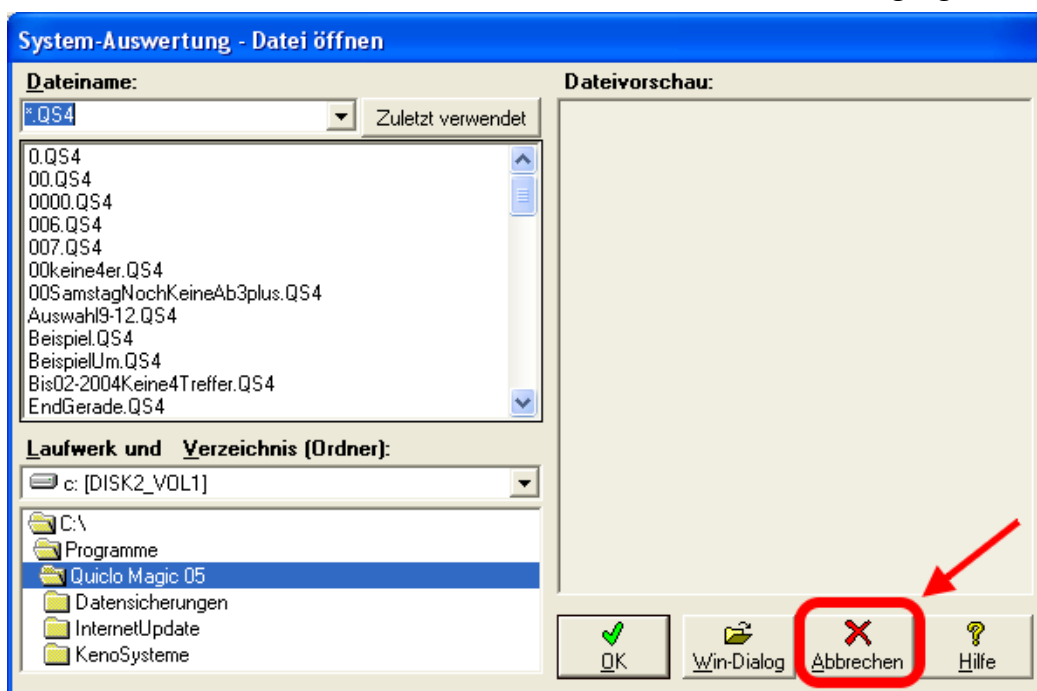 System-Auswertung - Datei öffnen
Dateiname:
*.QS4
Zuletzt verwendet
0.QS4
00.QS4
0000.QS4
006.QS4
007.QS4
00keine4er.QS4
00SamstagNochKeineAb3plus.QS4
Auswahl9-12.QS4
Beispiel.QS4
BeispielUm.QS4
Bis02-2004Keine4Treffer.QS4
EndGerade.QS4
Laufwerk und Verzeichnis (Ordner):
c: [DISK2_VOL1]
C:\
Programme
Quiclo Magic 05
Datensicherungen
InternetUpdate
KenoSysteme
Dateivorschau:
OK
Win-Dialog
Abbrechen
Hilfe